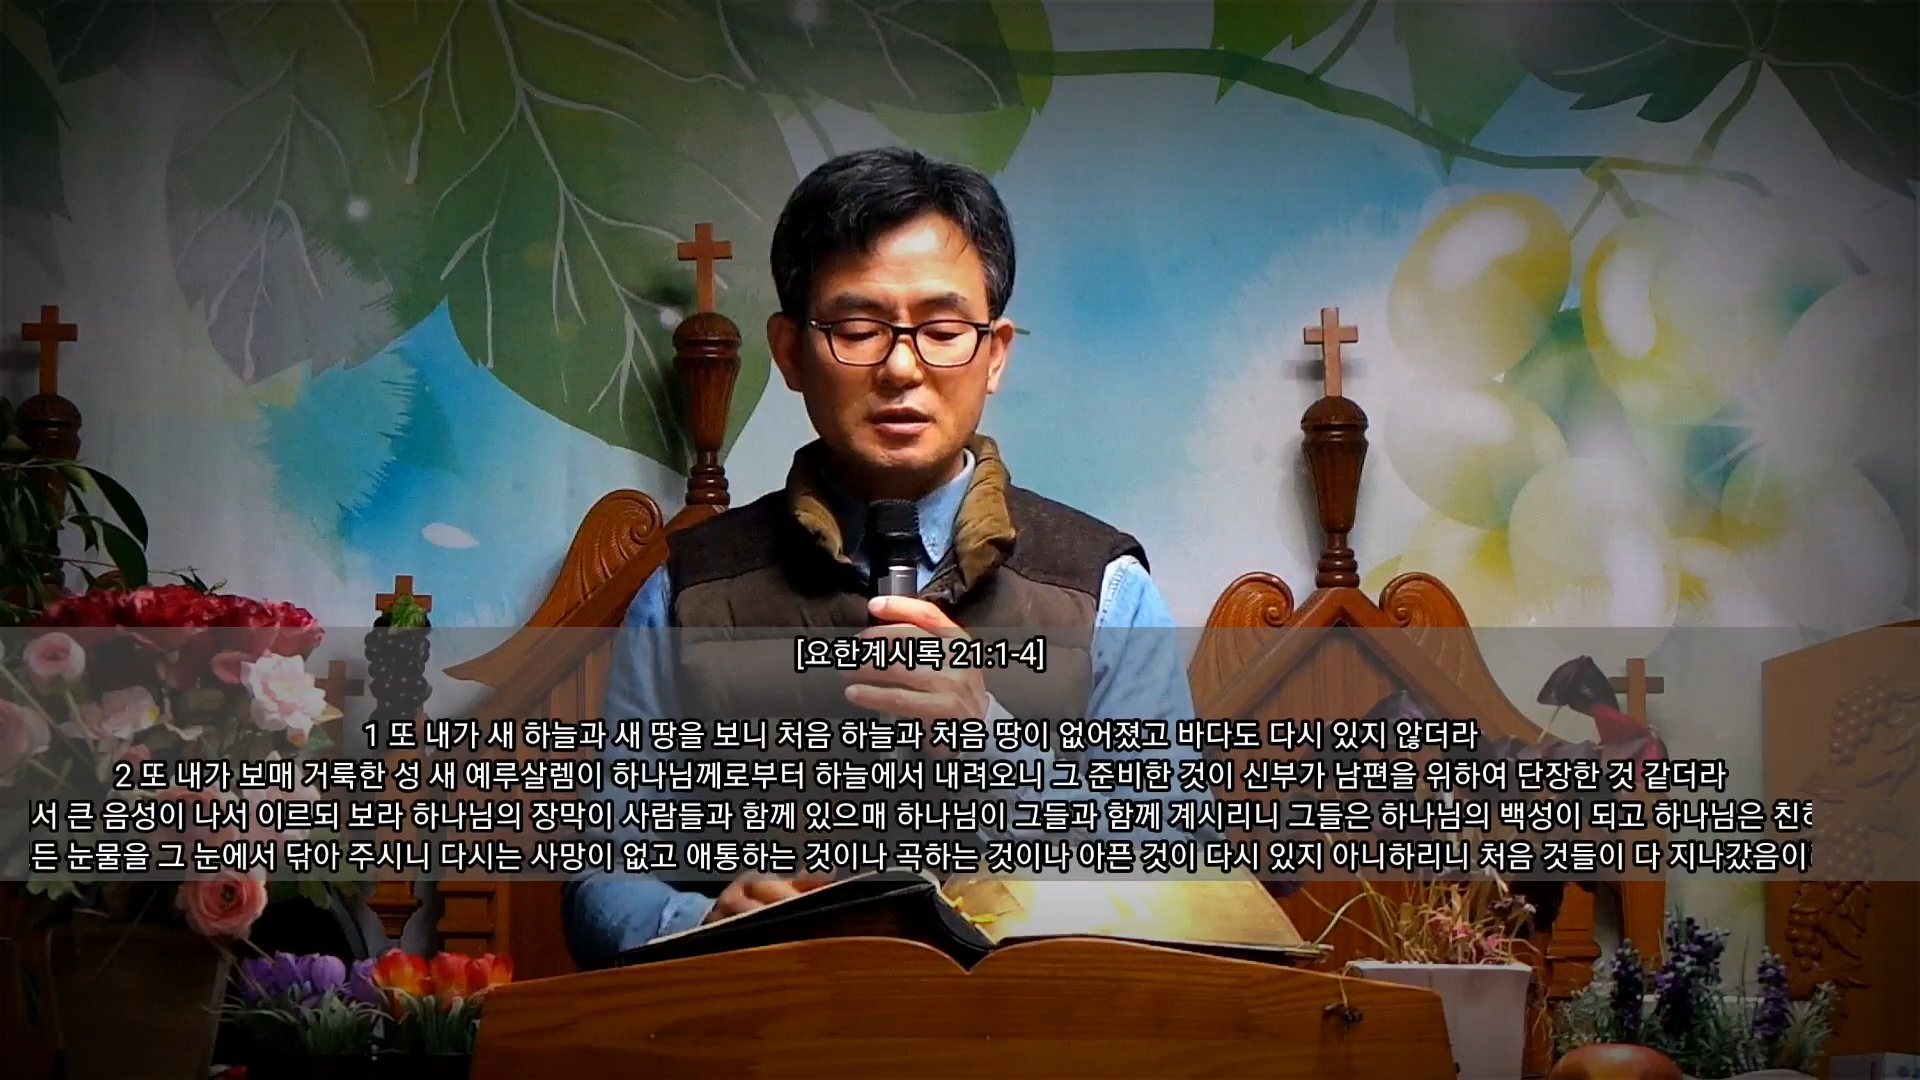 [요한계시록 21:1-4]
1 또 내가 새 하늘과 새 땅을 보니 처음 하늘과 처음 땅이 없어졌고 바다도 다시 있지 않더라
2 또 내가 보매 거룩한 성 새 예루살렘이 하나님께로부터 하늘에서 내려오니 그 준비한 것이 신부가 남편을 위하여 단장한 것 같더라
서 큰 음성이 나서 이르되 보라 하나님의 장막이 사람들과 함께 있으매 하나님이 그들과 함께 계시리니 그들은 하나님의 백성이 되고 하나님은 친
든 눈물을 그 눈에서 닦아 주시니 다시는 사망이 없고 애통하는 것이나 곡하는 것이나 아픈 것이 다시 있지 아니하리니 처음 것들이 다 지나갔음이